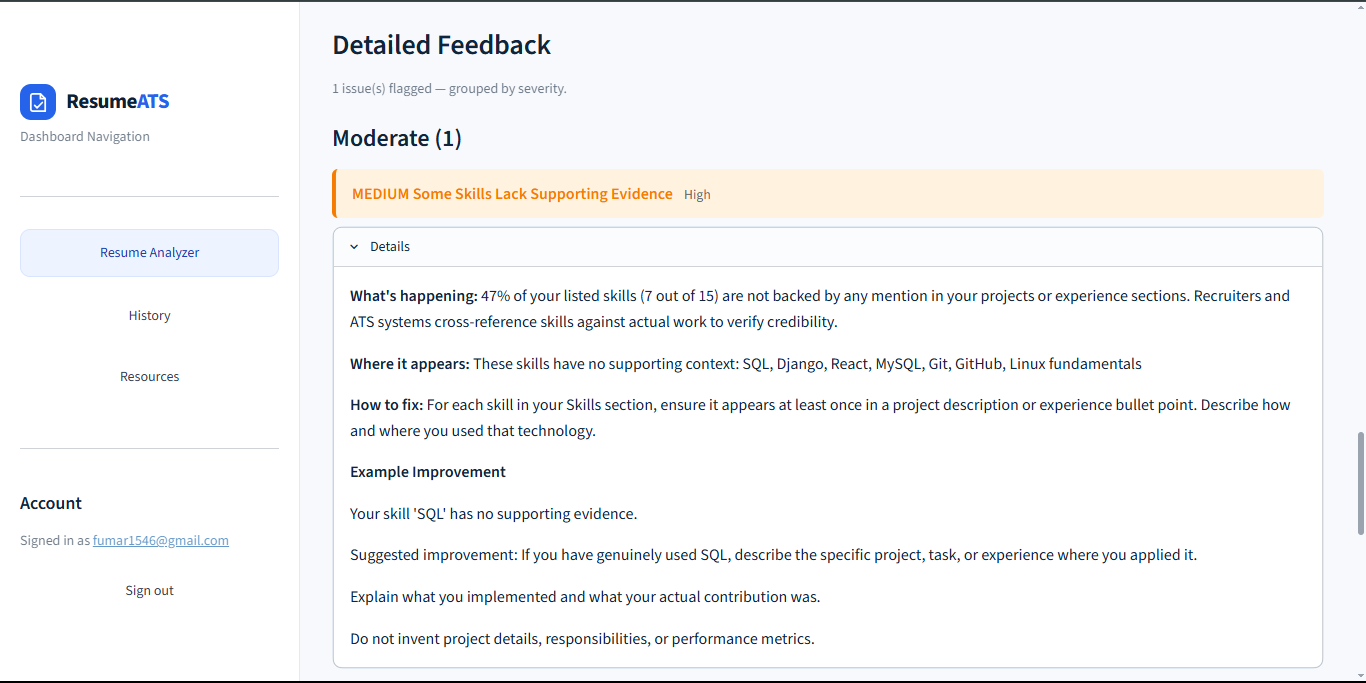 ResumeATS
Dashboard Navigation
Resume Analyzer
History
Resources
Account
Signed in as fumar1546@gmail.com
Sign out
Detailed Feedback
1 issue(s) flagged — grouped by severity.
Moderate (1)
MEDIUM Some Skills Lack Supporting Evidence High
Details
What's happening: 47% of your listed skills (7 out of 15) are not backed by any mention in your projects or experience sections. Recruiters and
ATS systems cross-reference skills against actual work to verify credibility.
Where it appears: These skills have no supporting context: SQL, Django, React, MySQL, Git, GitHub, Linux fundamentals
How to fix: For each skill in your Skills section, ensure it appears at least once in a project description or experience bullet point. Describe how
and where you used that technology.
Example Improvement
Your skill 'SQL' has no supporting evidence.
Suggested improvement: If you have genuinely used SQL, describe the specific project, task, or experience where you applied it.
Explain what you implemented and what your actual contribution was.
Do not invent project details, responsibilities, or performance metrics.